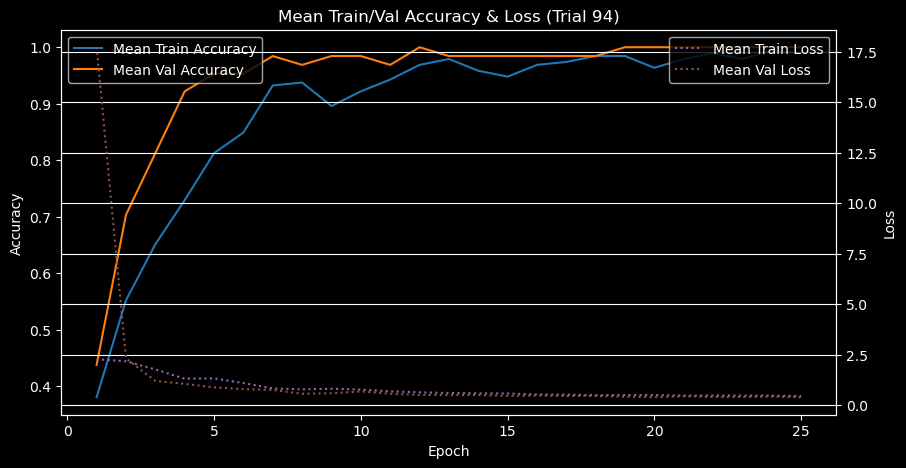 Mean Train/Val Accuracy & Loss (Trial 94)
Mean Train Accuracy
Mean Val Accuracy
Mean Train Loss
Mean Val Loss
1.0
0.9
0.8
0.7
0.6
0.5
0.4
Accuracy
17.5
15.0
12.5
10.0
7.5
5.0
2.5
0.0
Loss
0 5 10 15 20 25
Epoch